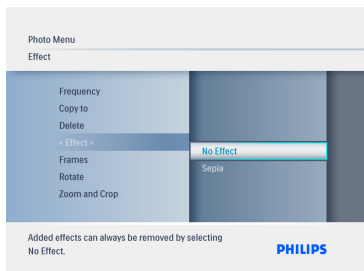 Photo Menu
Effect
Frequency
Copy to
Delete
< Effect >
Frames
Rotate
Zoom and Crop
No Effect
Sepia
Added effects can always be removed by selecting
No Effect.
PHILIPS